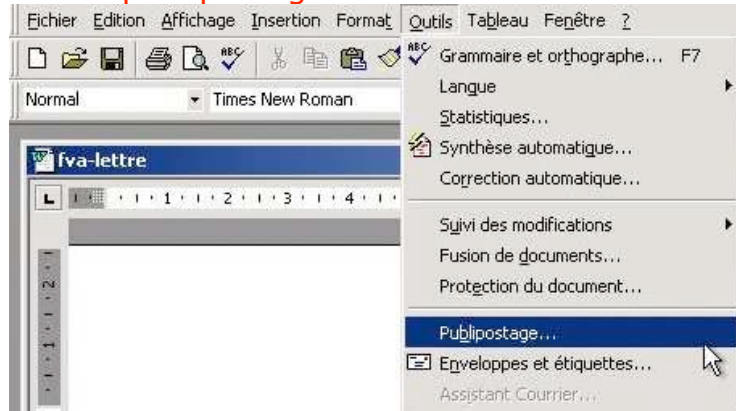 Fichier Edition Affichage Insertion Format Outils Tableau Fenêtre ?
Grammaire et orthographe... F7
Langue
Normal Times New Roman
Statistiques...
Synthèse automatique...
fva-lettre
Correction automatique...
1 2 3 4
Suivi des modifications
Fusion de documents...
Protection du document...
2
1
Publipostage...
Enveloppes et étiquettes...
Assistant Courrier...